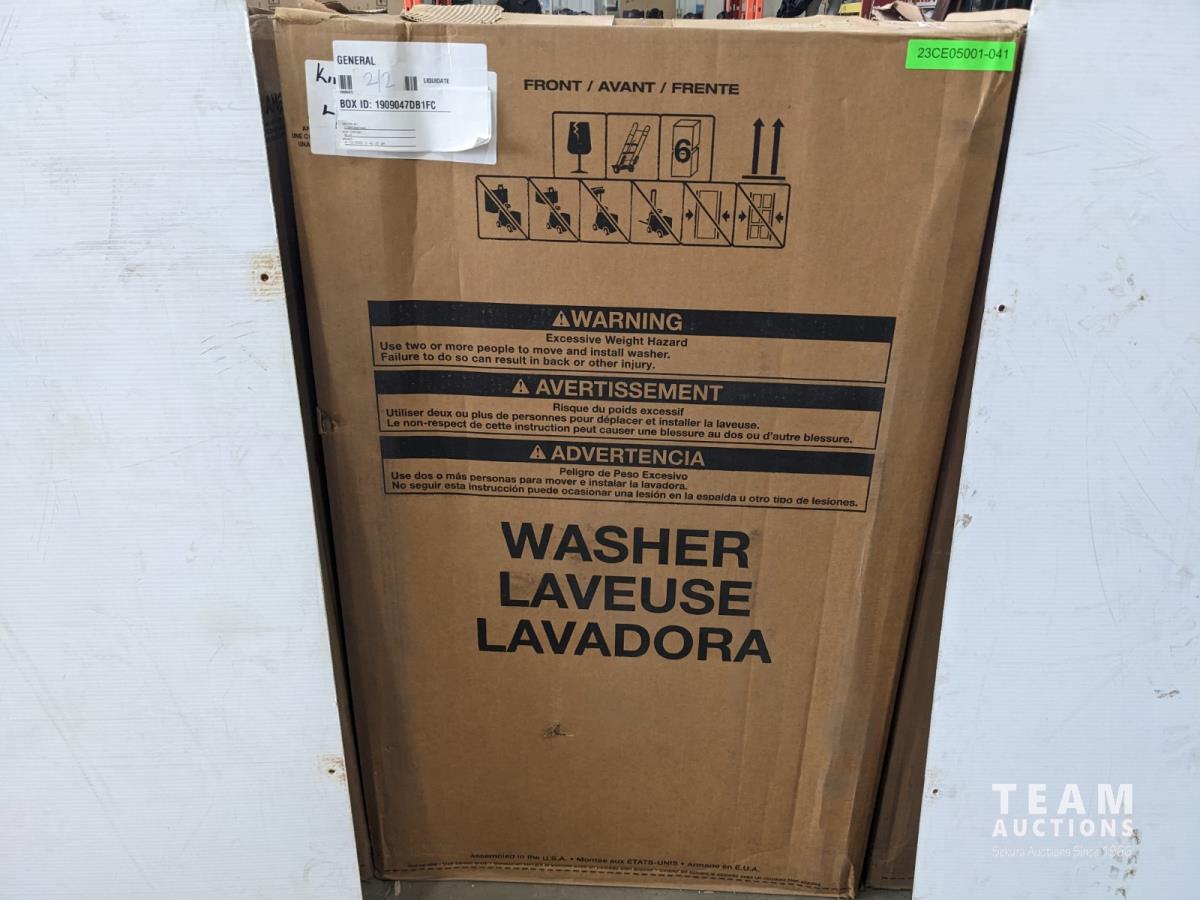 GENERAL
2/2
LIQUIDATE
BOX ID: 1909047DB1FC
23CE05001-041
FRONT / AVANT / FRENTE
6
WARNING
Excessive Weight Hazard
Use two or more people to move and install washer.
Failure to do so can result in back or other injury.
AVERTISSEMENT
Risque du poids excessif
Utiliser deux ou plus de personnes pour déplacer et installer la laveuse.
Le non-respect de cette instruction peut causer une blessure au dos ou d'autre blessure.
ADVERTENCIA
Peligro de Peso Excesivo
Use dos o más personas para mover e instalar la lavadora.
No seguir esta instrucción puede ocasionar una lesión en la espalda u otro tipo de lesiones.
WASHER
LAVEUSE
LAVADORA
Assembled in the U.S.A. • Montée aux ÉTATS-UNIS • Armado en E.U.A.
TEAM
AUCTIONS
Sekura Auctions Since 1966